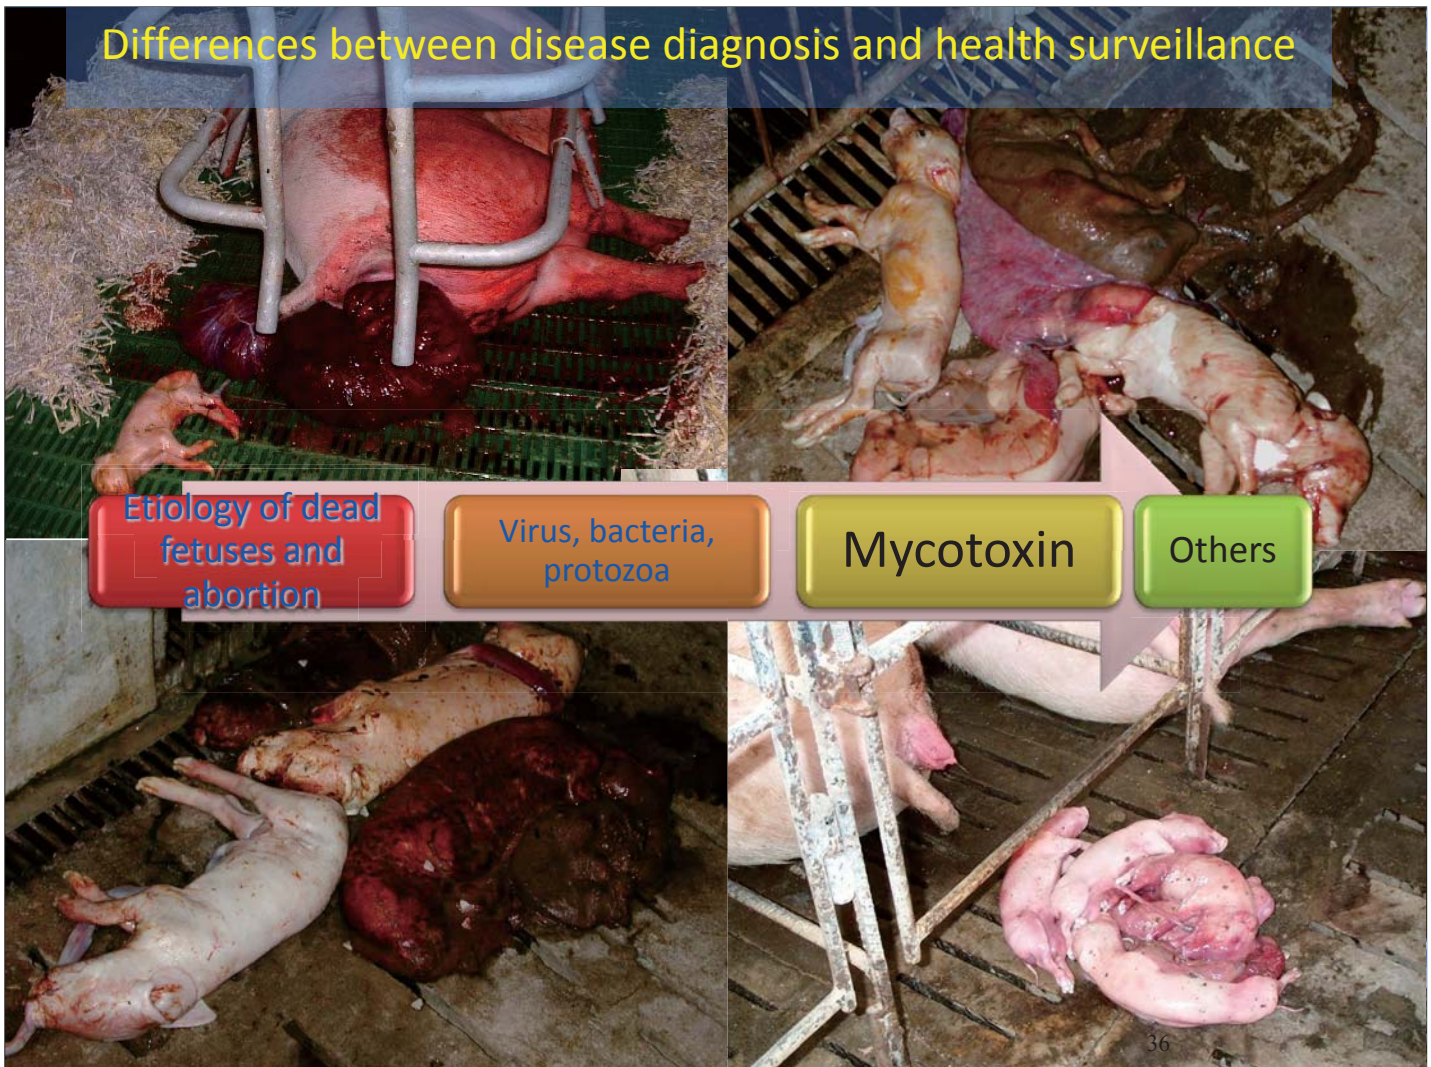 Differences between disease diagnosis and health surveillance
Etiology of dead
fetuses and
abortion
Virus, bacteria,
protozoa
Mycotoxin
Others
36